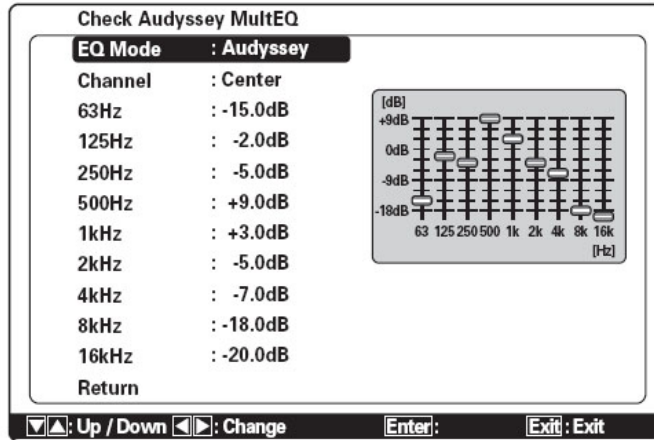 Check Audyssey MultEQ
EQ Mode : Audyssey
Channel : Center
63Hz : -15.0dB
125Hz : -2.0dB
250Hz : -5.0dB
500Hz : +9.0dB
1kHz : +3.0dB
2kHz : -5.0dB
4kHz : -7.0dB
8kHz : -18.0dB
16kHz : -20.0dB
Return
[dB]
+9dB
0dB
-9dB
-18dB
63 125 250 500 1k 2k 4k 8k 16k
[Hz]
▼▲: Up / Down ◀▶: Change Enter: Exit: Exit